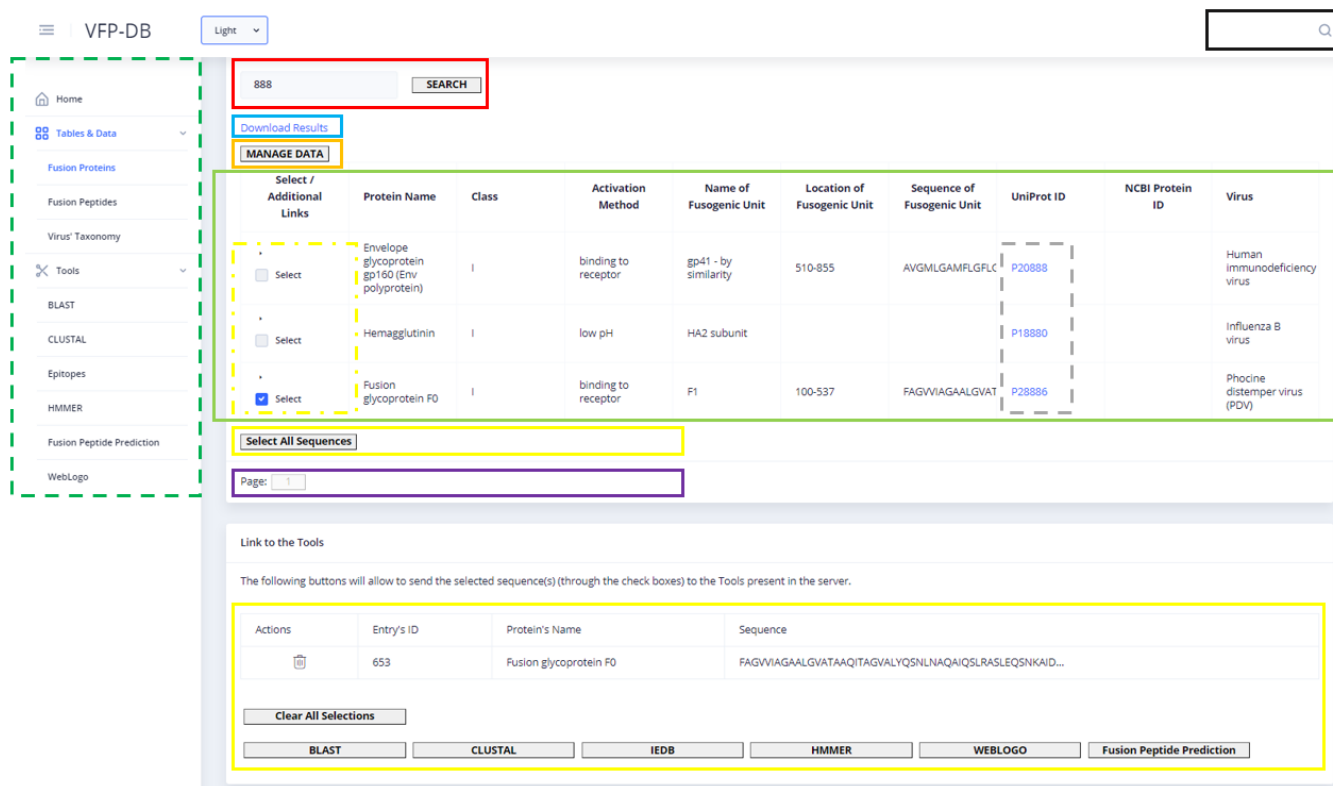 VFP-DB
Light
Home
Tables & Data
Fusion Proteins
Fusion Peptides
Virus' Taxonomy
Tools
BLAST
CLUSTAL
Epitopes
HMMER
Fusion Peptide Prediction
WebLogo
888 SEARCH
Download Results
MANAGE DATA
Select / Additional Links Protein Name Class Activation Method Name of Fusogenic Unit Location of Fusogenic Unit Sequence of Fusogenic Unit UniProt ID NCBI Protein ID Virus
Select Envelope glycoprotein gp160 (Env polyprotein) I binding to receptor gp41 - by similarity 510-855 AVGMLGAMFLGFLG P20888 Human immunodeficiency virus
Select Hemagglutinin I low pH HA2 subunit P18880 Influenza B virus
Select Fusion glycoprotein F0 I binding to receptor F1 100-537 FAGVVIAGAALGVAT P28886 Phocine distemper virus (PDV)
Select All Sequences
Page: 1
Link to the Tools
The following buttons will allow to send the selected sequence(s) (through the check boxes) to the Tools present in the server.
Actions Entry's ID Protein's Name Sequence
653 Fusion glycoprotein F0 FAGVVIAGAALGVATAAQITAGVALYQSNLNAQAIQSLRASLEQSNKAID...
Clear All Selections
BLAST CLUSTAL IEDB HMMER WEBLOGO Fusion Peptide Prediction